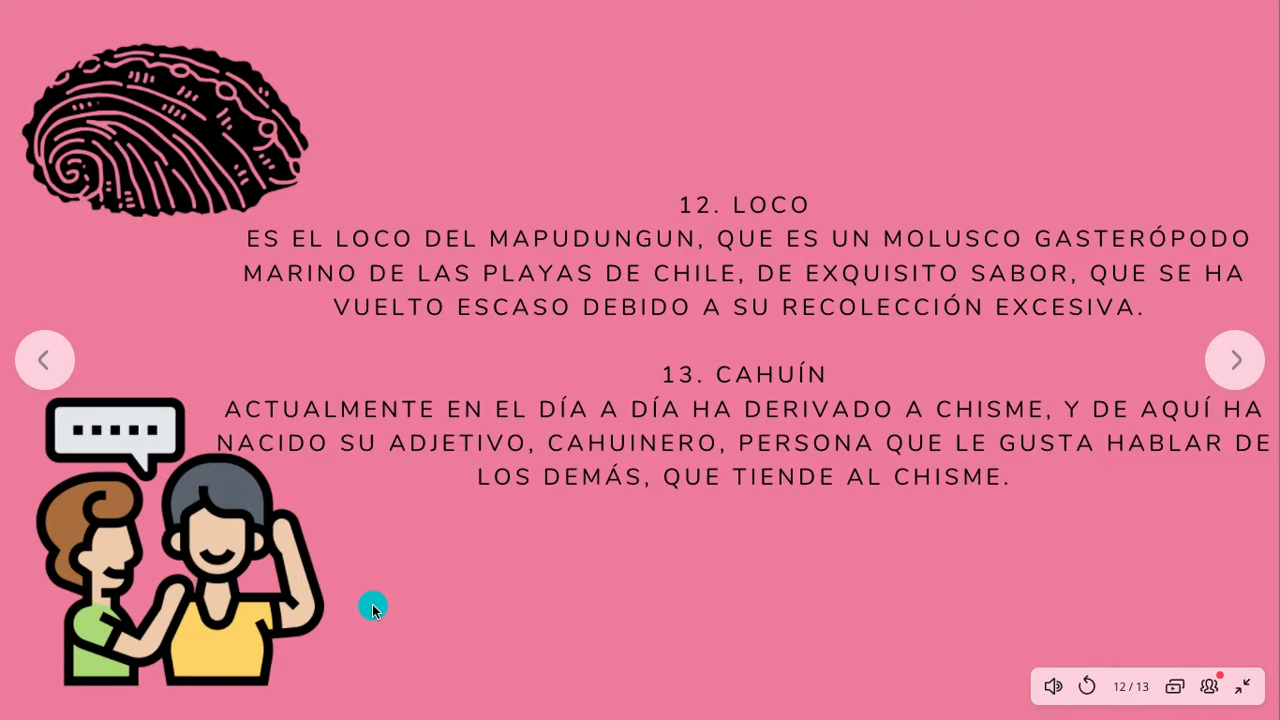 12. LOCO
ES EL LOCO DEL MAPUDUNGUN, QUE ES UN MOLUSCO GASTERÓPODO
MARINO DE LAS PLAYAS DE CHILE, DE EXQUISITO SABOR, QUE SE HA
VUELTO ESCASO DEBIDO A SU RECOLECCIÓN EXCESIVA.
13. CAHUÍN
ACTUALMENTE EN EL DÍA A DÍA HA DERIVADO A CHISME, Y DE AQUÍ HA
NACIDO SU ADJETIVO, CAHUINERO, PERSONA QUE LE GUSTA HABLAR DE
LOS DEMÁS, QUE TIENDE AL CHISME.
12 / 13